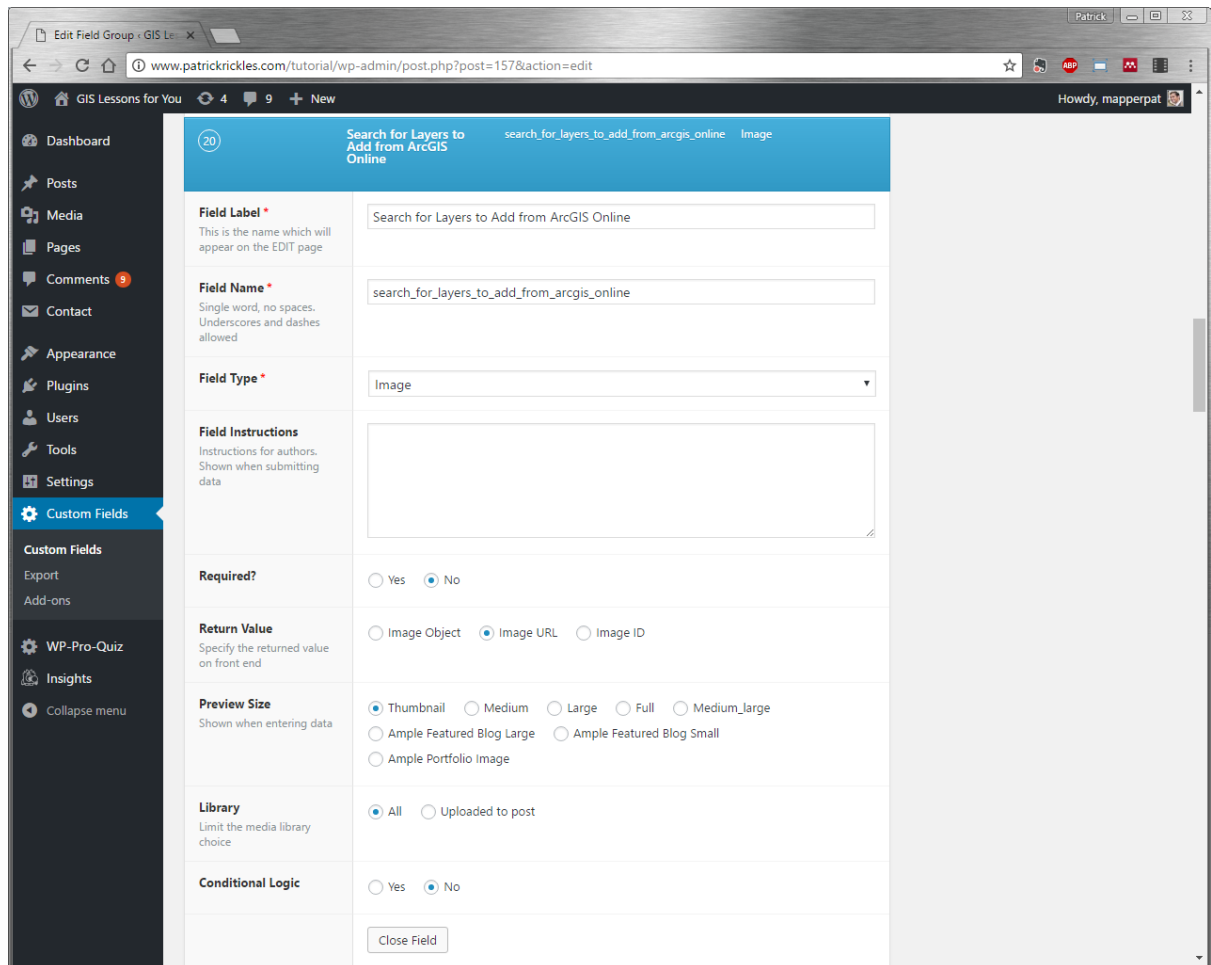 Patrick
Edit Field Group ‹ GIS Le
www.patrickrickles.com/tutorial/wp-admin/post.php?post=157&action=edit
ABP
GIS Lessons for You 4 9 + New Howdy, mapperpat
Dashboard
Posts
Media
Pages
Comments 9
Contact
Appearance
Plugins
Users
Tools
Settings
Custom Fields
Custom Fields
Export
Add-ons
WP-Pro-Quiz
Insights
Collapse menu
20
Search for Layers to
Add from ArcGIS
Online
search_for_layers_to_add_from_arcgis_online Image
Field Label *
This is the name which will
appear on the EDIT page
Search for Layers to Add from ArcGIS Online
Field Name *
Single word, no spaces.
Underscores and dashes
allowed
search_for_layers_to_add_from_arcgis_online
Field Type *
Image
Field Instructions
Instructions for authors.
Shown when submitting
data
Required?
Yes No
Return Value
Specify the returned value
on front end
Image Object Image URL Image ID
Preview Size
Shown when entering data
Thumbnail Medium Large Full Medium_large
Ample Featured Blog Large Ample Featured Blog Small
Ample Portfolio Image
Library
Limit the media library
choice
All Uploaded to post
Conditional Logic
Yes No
Close Field